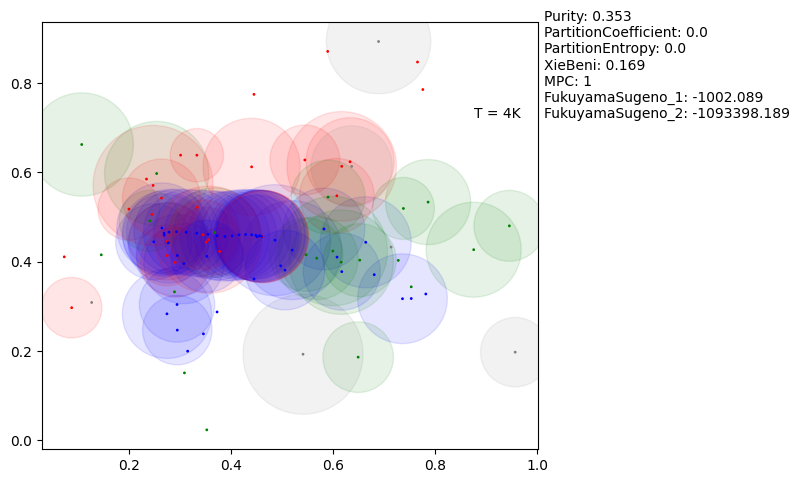 Purity: 0.353
PartitionCoefficient: 0.0
PartitionEntropy: 0.0
XieBeni: 0.169
MPC: 1
FukuyamaSugeno_1: -1002.089
FukuyamaSugeno_2: -1093398.189
T = 4K
0.8
0.6
0.4
0.2
0.0
0.2
0.4
0.6
0.8
1.0